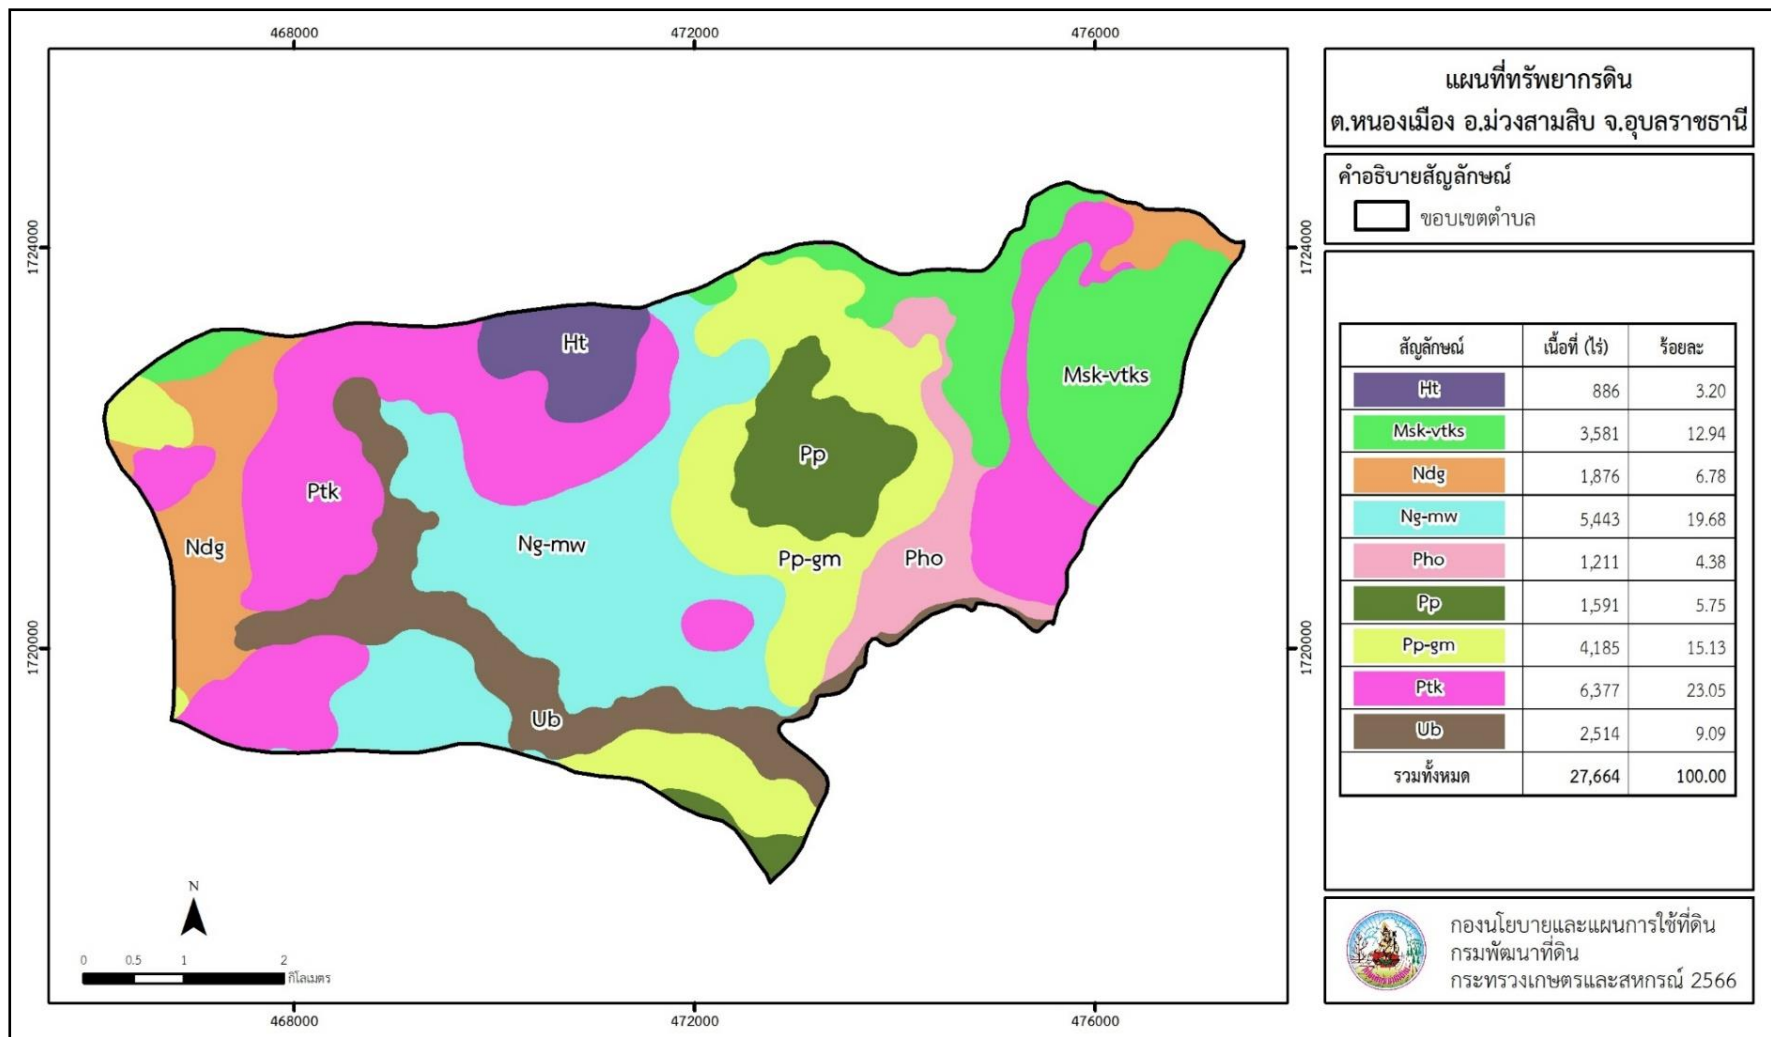 468000
472000
476000
1724000
1724000
1720000
1720000
Ht
Msk-vtks
Pp
Ptk
Ndg
Ng-mw
Pp-gm
Pho
Ub
N
0
0.5
1
2
กิโลเมตร
468000
472000
476000
แผนที่ทรัพยากรดิน
ต.หนองเมือง อ.ม่วงสามสิบ จ.อุบลราชธานี
คำอธิบายสัญลักษณ์
ขอบเขตตำบล
สัญลักษณ์ เนื้อที่ (ไร่) ร้อยละ
Ht 886 3.20
Msk-vtks 3,581 12.94
Ndg 1,876 6.78
Ng-mw 5,443 19.68
Pho 1,211 4.38
Pp 1,591 5.75
Pp-gm 4,185 15.13
Ptk 6,377 23.05
Ub 2,514 9.09
รวมทั้งหมด 27,664 100.00
กองนโยบายและแผนการใช้ที่ดิน
กรมพัฒนาที่ดิน
กระทรวงเกษตรและสหกรณ์ 2566